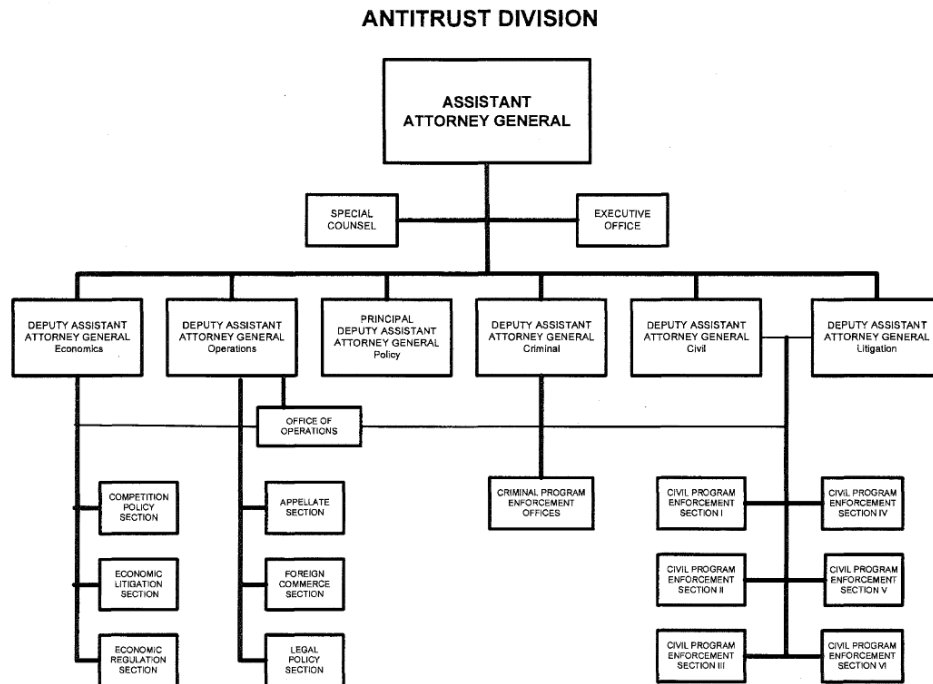 ANTITRUST DIVISION
ASSISTANT
ATTORNEY GENERAL
SPECIAL
COUNSEL
EXECUTIVE
OFFICE
DEPUTY ASSISTANT
ATTORNEY GENERAL
Economics
DEPUTY ASSISTANT
ATTORNEY GENERAL
Operations
PRINCIPAL
DEPUTY ASSISTANT
ATTORNEY GENERAL
Policy
DEPUTY ASSISTANT
ATTORNEY GENERAL
Criminal
DEPUTY ASSISTANT
ATTORNEY GENERAL
Civil
DEPUTY ASSISTANT
ATTORNEY GENERAL
Litigation
OFFICE OF
OPERATIONS
COMPETITION
POLICY
SECTION
APPELLATE
SECTION
CRIMINAL PROGRAM
ENFORCEMENT
OFFICES
CIVIL PROGRAM
ENFORCEMENT
SECTION I
CIVIL PROGRAM
ENFORCEMENT
SECTION IV
ECONOMIC
LITIGATION
SECTION
FOREIGN
COMMERCE
SECTION
CIVIL PROGRAM
ENFORCEMENT
SECTION II
CIVIL PROGRAM
ENFORCEMENT
SECTION V
ECONOMIC
REGULATION
SECTION
LEGAL
POLICY
SECTION
CIVIL PROGRAM
ENFORCEMENT
SECTION III
CIVIL PROGRAM
ENFORCEMENT
SECTION VI